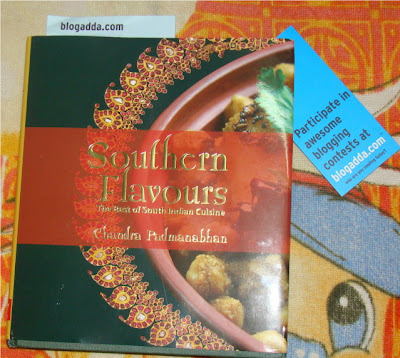 blogadda.com
Southern
Flavours
The Best of South Indian Cuisine
Chandra Padmanabhan
Participate in
awesome
blogging
contests at
blogadda.com